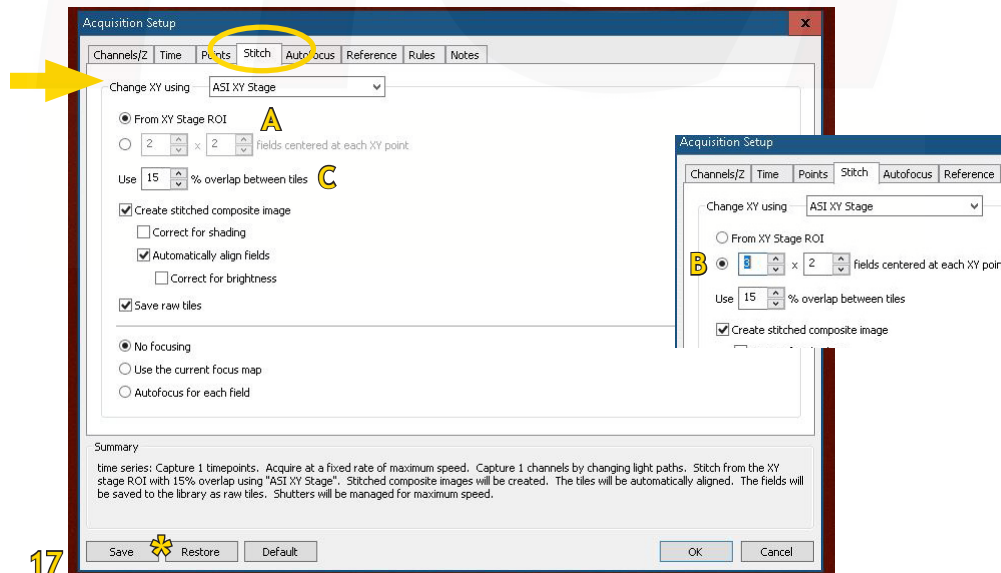 Acquisition Setup
x
Channels/Z Time Points Stitch Autofocus Reference Rules Notes
Change XY using ASI XY Stage
From XY Stage ROI
A
2 x 2 fields centered at each XY point
Use 15 % overlap between tiles C
Create stitched composite image
Correct for shading
Automatically align fields
Correct for brightness
Save raw tiles
No focusing
Use the current focus map
Autofocus for each field
Summary
time series: Capture 1 timepoints. Acquire at a fixed rate of maximum speed. Capture 1 channels by changing light paths. Stitch from the XY
stage ROI with 15% overlap using "ASI XY Stage". Stitched composite images will be created. The tiles will be automatically aligned. The fields will
be saved to the library as raw tiles. Shutters will be managed for maximum speed.
17 Save * Restore Default OK Cancel
Acquisition Setup
Channels/Z Time Points Stitch Autofocus Reference
Change XY using ASI XY Stage
From XY Stage ROI
B 3 x 2 fields centered at each XY poin
Use 15 % overlap between tiles
Create stitched composite image